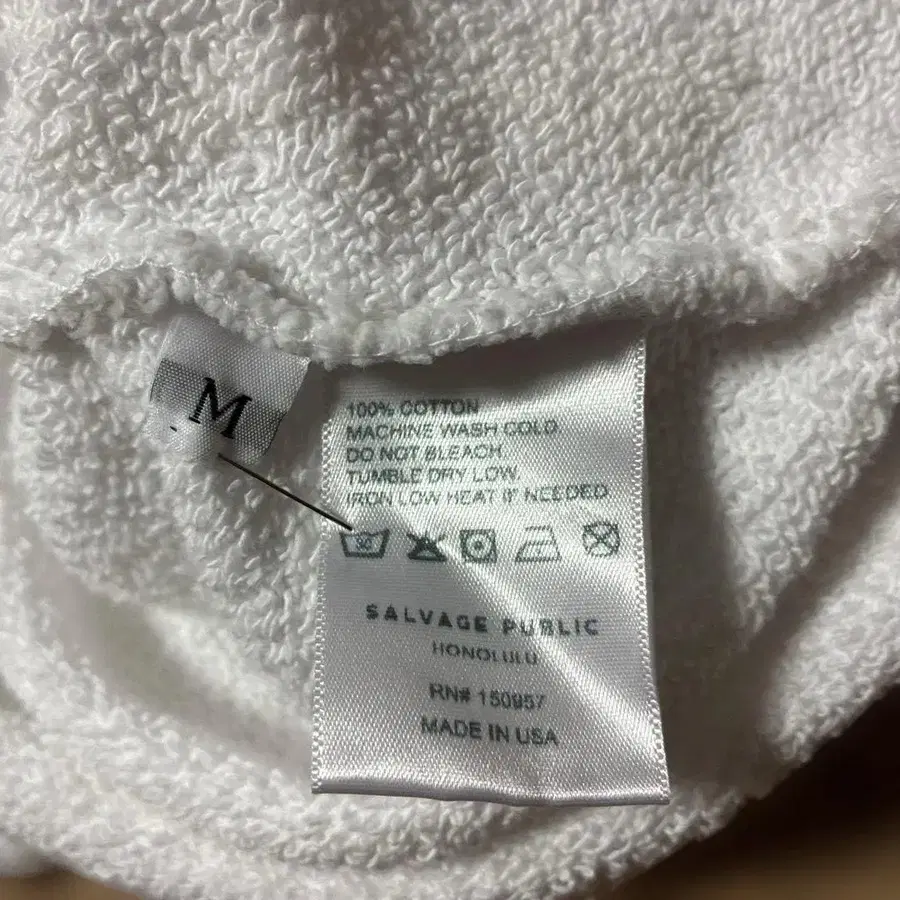 M
100% COTTON
MACHINE WASH COLD
DO NOT BLEACH
TUMBLE DRY LOW.
IRON LOW HEAT IF NEEDED
SALVAGE PUBLIC
HONOLULU
RN# 150957
MADE IN USA